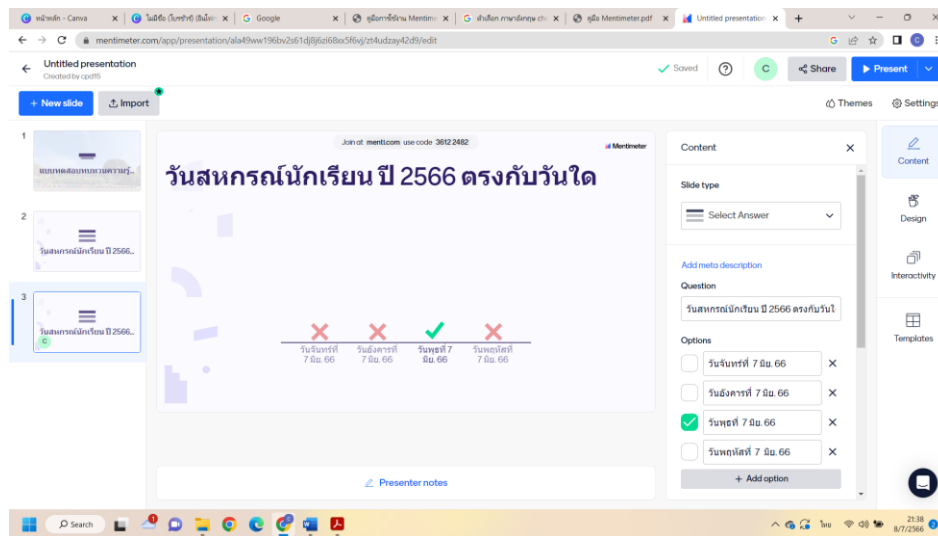 หน้าหลัก - Canva
ไม่มีชื่อ (โบรชัวร์) (อินโฟกร
Google
คู่มือการใช้งาน Mentime
ตัวเลือก ภาษาอังกฤษ
คู่มือ Mentimeter.pdf
Untitled presentation
mentimeter.com/app/presentation/ala49ww196bv2s61dj8j6zi68xx5f6vj/zt4udzay42d9/edit
Untitled presentation
Created by cpd15
Saved
C
Share
Present
+ New slide
Import
Themes
Settings
1
แบบทดสอบทบทวนความรู้...
2
วันสหกรณ์นักเรียน ปี 2566...
3
วันสหกรณ์นักเรียน ปี 2566...
C
Join at menti.com use code 3612 2482
Mentimeter
วันสหกรณ์นักเรียน ปี 2566 ตรงกับวันใด
วันจันทร์ที่
7 มิย. 66
วันอังคารที่
7 มิย. 66
วันพุธที่ 7
มิย. 66
วันพฤหัสที่
7 มิย. 66
Presenter notes
Content
Slide type
Select Answer
Add meta description
Question
วันสหกรณ์นักเรียน ปี 2566 ตรงกับวันใ
Options
วันจันทร์ที่ 7 มิย. 66
วันอังคารที่ 7 มิย. 66
วันพุธที่ 7 มิย. 66
วันพฤหัสที่ 7 มิย. 66
+ Add option
Content
Design
Interactivity
Templates
Search
ไทย
21:38
8/7/2566